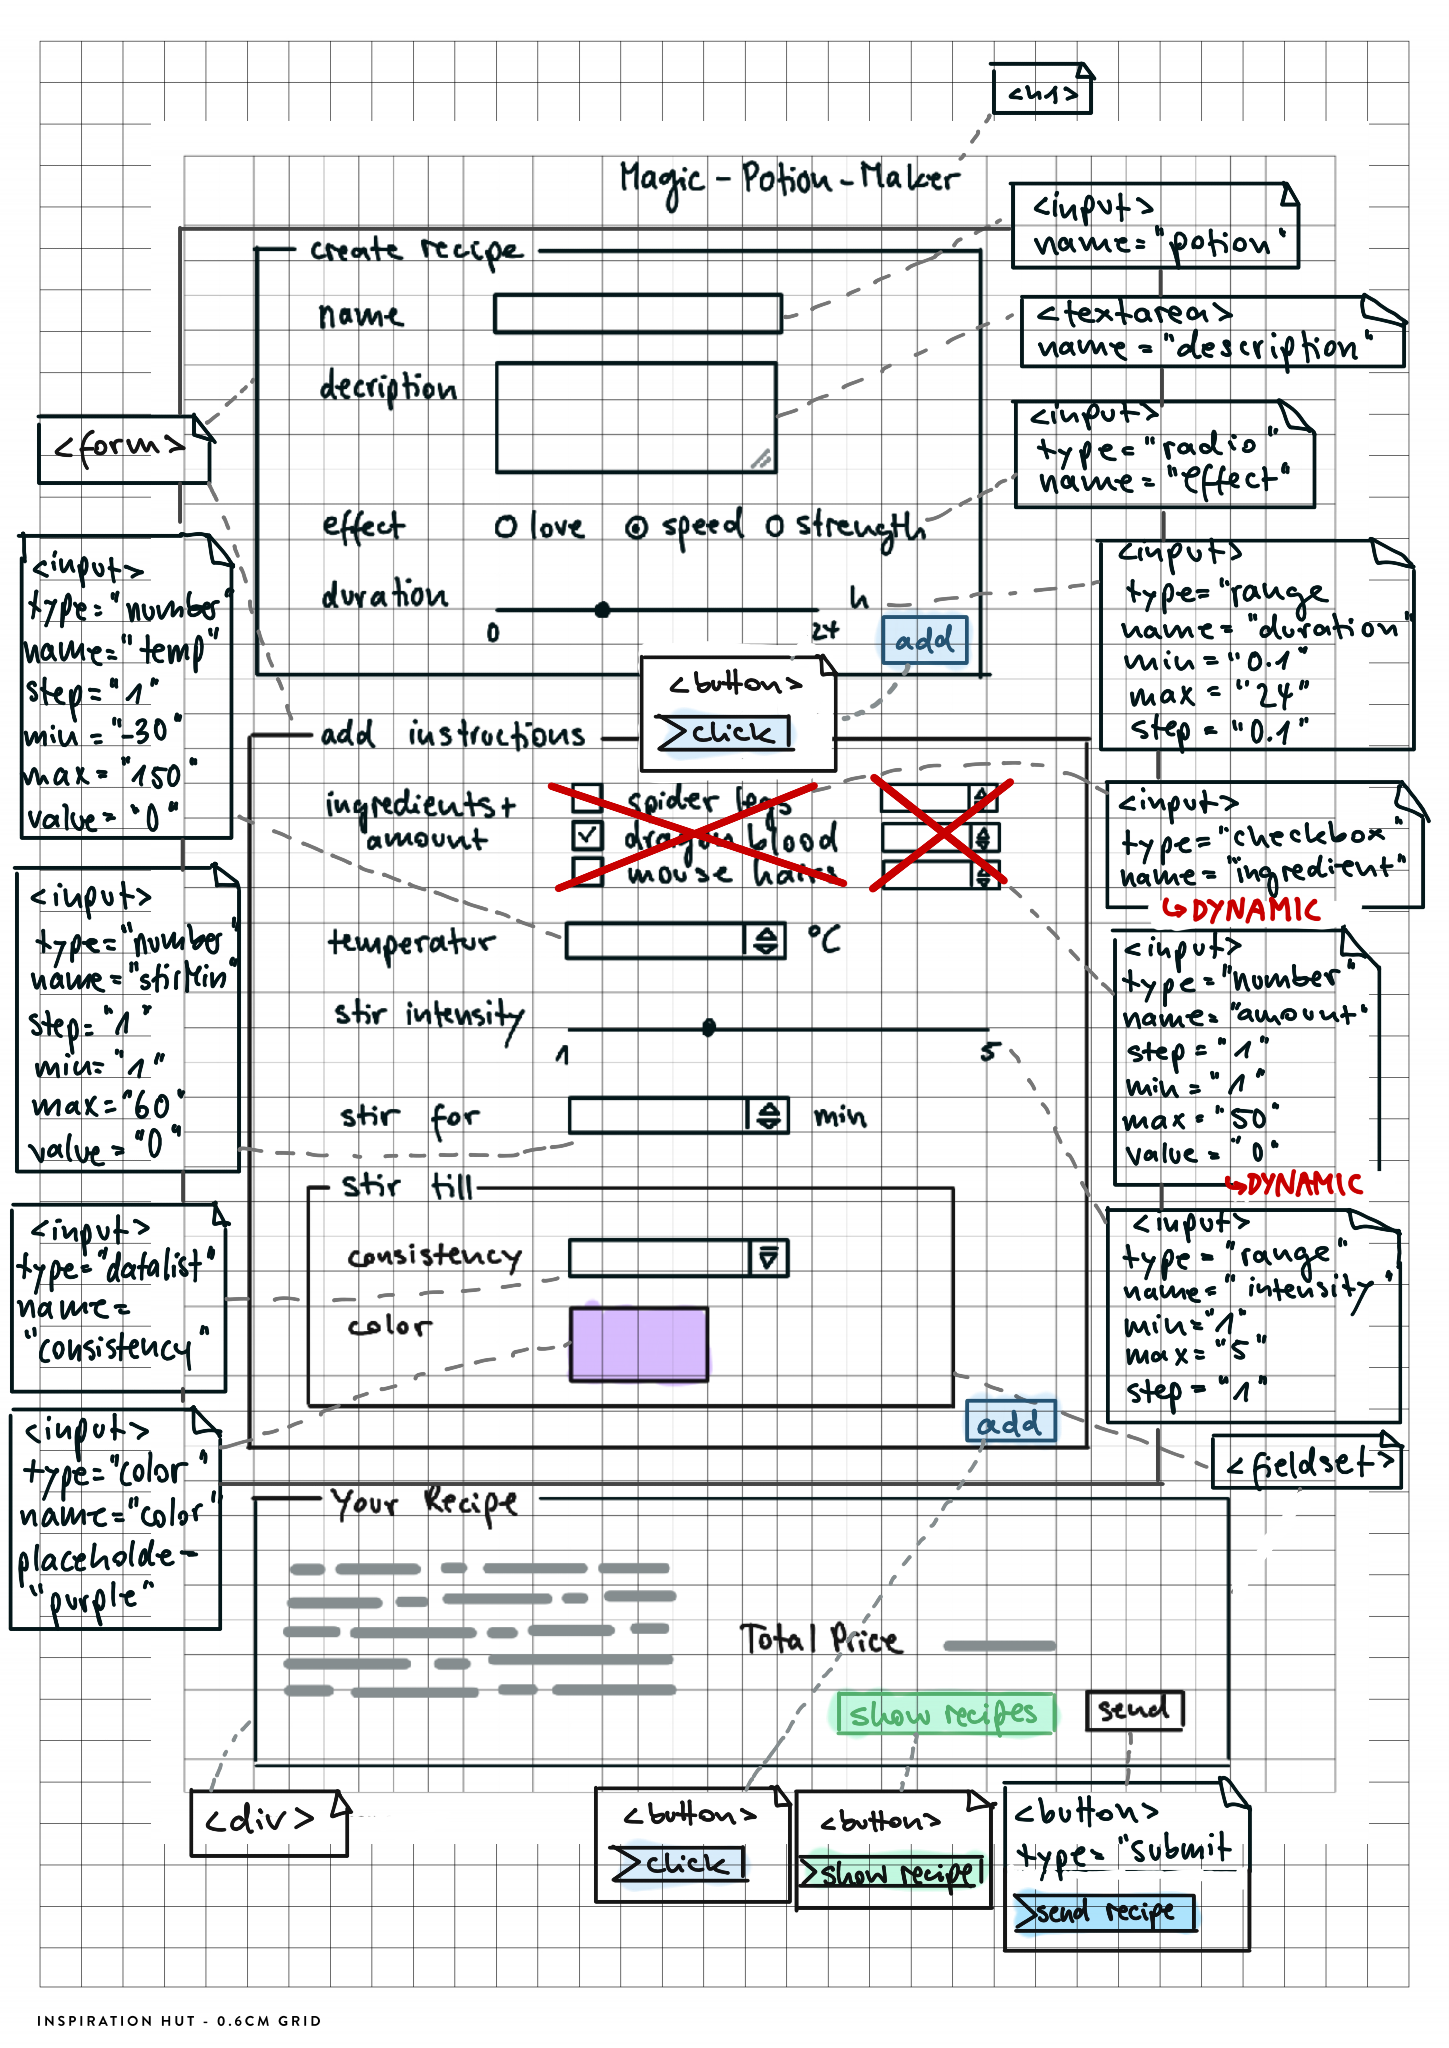 <h1>
Magic-Potion-Maker
<input>
name="potion"
create recipe
name
<textarea>
name="description"
decription
<form>
<input>
type="radio"
name="effect"
effect love speed strength
<input>
type="number"
name="temp"
step="1"
min="-30"
max="150"
value="0"
<input>
type="range
name="duration"
min="0.1"
max="24"
step="0.1"
duration h
0 24
add
<button>
click
add instructions
ingredients+
amount
spider legs
dragon blood
mouse hairs
<input>
type="checkbox"
name="ingredient"
↳DYNAMIC
<input>
type="number"
name="stirMin"
step="1"
min="1"
max="60"
value="0"
temperatur °C
<input>
type="number"
name="amount"
step="1"
min="1"
max="50"
value="0"
↳DYNAMIC
stir intensity
1 5
stir for min
stir till
<input>
type="datalist"
name=
"consistency"
consistency
color
<input>
type="range"
name="intensity"
min="1"
max="5"
step="1"
<input>
type="color"
name="color"
placeholde-
"purple"
add
<fieldset>
Your Recipe
Total Price
show recipes send
<div>
<button>
click
<button>
show recipe
<button>
type="submit
send recipe
INSPIRATION HUT - 0.6CM GRID